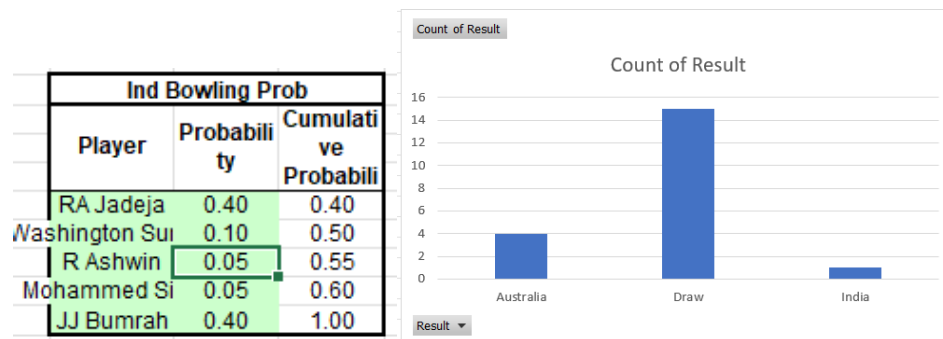 Ind Bowling Prob
Player
Probabili
ty
Cumulati
ve
Probabili
RA Jadeja 0.40 0.40
Washington Su 0.10 0.50
R Ashwin 0.05 0.55
Mohammed Si 0.05 0.60
JJ Bumrah 0.40 1.00
Count of Result
Count of Result
16
14
12
10
8
6
4
2
0
Australia Draw India
Result